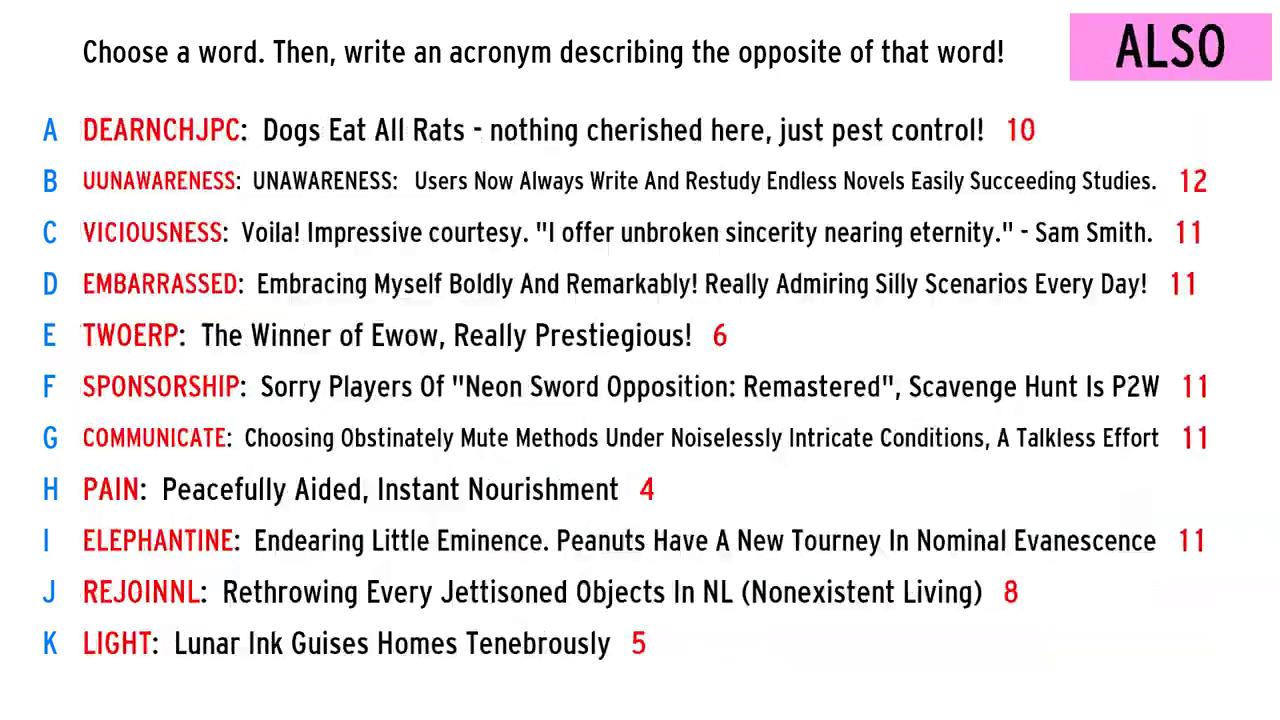 Choose a word. Then, write an acronym describing the opposite of that word!
ALSO
A DEARNCHJPC: Dogs Eat All Rats - nothing cherished here, just pest control! 10
B UUNAWARENESS: UNAWARENESS: Users Now Always Write And Restudy Endless Novels Easily Succeeding Studies. 12
C VICIOUSNESS: Voila! Impressive courtesy. "I offer unbroken sincerity nearing eternity." - Sam Smith. 11
D EMBARRASSED: Embracing Myself Boldly And Remarkably! Really Admiring Silly Scenarios Every Day! 11
E TWOERP: The Winner of Ewow, Really Prestiegious! 6
F SPONSORSHIP: Sorry Players Of "Neon Sword Opposition: Remastered", Scavenge Hunt Is P2W 11
G COMMUNICATE: Choosing Obstinately Mute Methods Under Noiselessly Intricate Conditions, A Talkless Effort 11
H PAIN: Peacefully Aided, Instant Nourishment 4
I ELEPHANTINE: Endearing Little Eminence. Peanuts Have A New Tourney In Nominal Evanescence 11
J REJOINNL: Rethrowing Every Jettisoned Objects In NL (Nonexistent Living) 8
K LIGHT: Lunar Ink Guises Homes Tenebrously 5